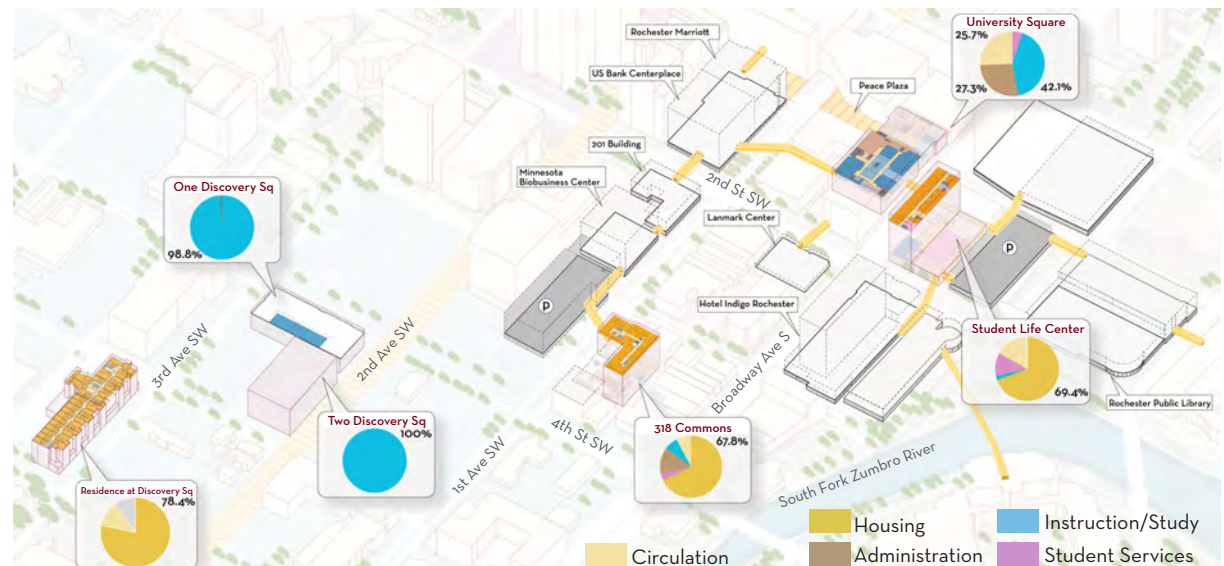 University Square
25.7%
27.3%
42.1%
Rochester Marriott
US Bank Centerplace
Peace Plaza
201 Building
Minnesota
Biobusiness Center
2nd St SW
One Discovery Sq
98.8%
Lanmark Center
P
P
Hotel Indigo Rochester
Student Life Center
69.4%
3rd Ave SW
2nd Ave SW
Broadway Ave S
Rochester Public Library
Two Discovery Sq
100%
4th St SW
318 Commons
67.8%
1st Ave SW
South Fork Zumbro River
Residence at Discovery Sq
78.4%
Circulation
Housing
Administration
Instruction/Study
Student Services